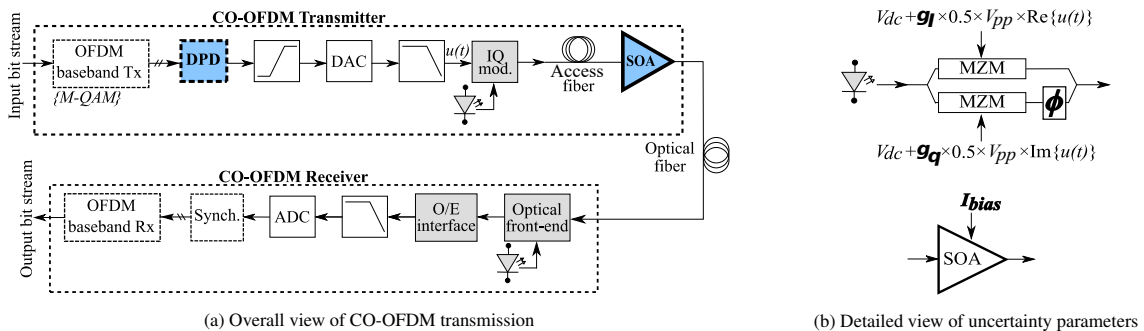 CO-OFDM Transmitter
Input bit stream
OFDM
baseband Tx
{M-QAM}
DPD
DAC
u(t)
IQ
mod.
Access
fiber
SOA
Optical
fiber
CO-OFDM Receiver
Output bit stream
OFDM
baseband Rx
Synch.
ADC
O/E
interface
Optical
front-end
(a) Overall view of CO-OFDM transmission
Vdc + gI × 0.5 × Vpp × Re{u(t)}
MZM
MZM
ϕ
Vdc + gq × 0.5 × Vpp × Im{u(t)}
Ibias
SOA
(b) Detailed view of uncertainty parameters